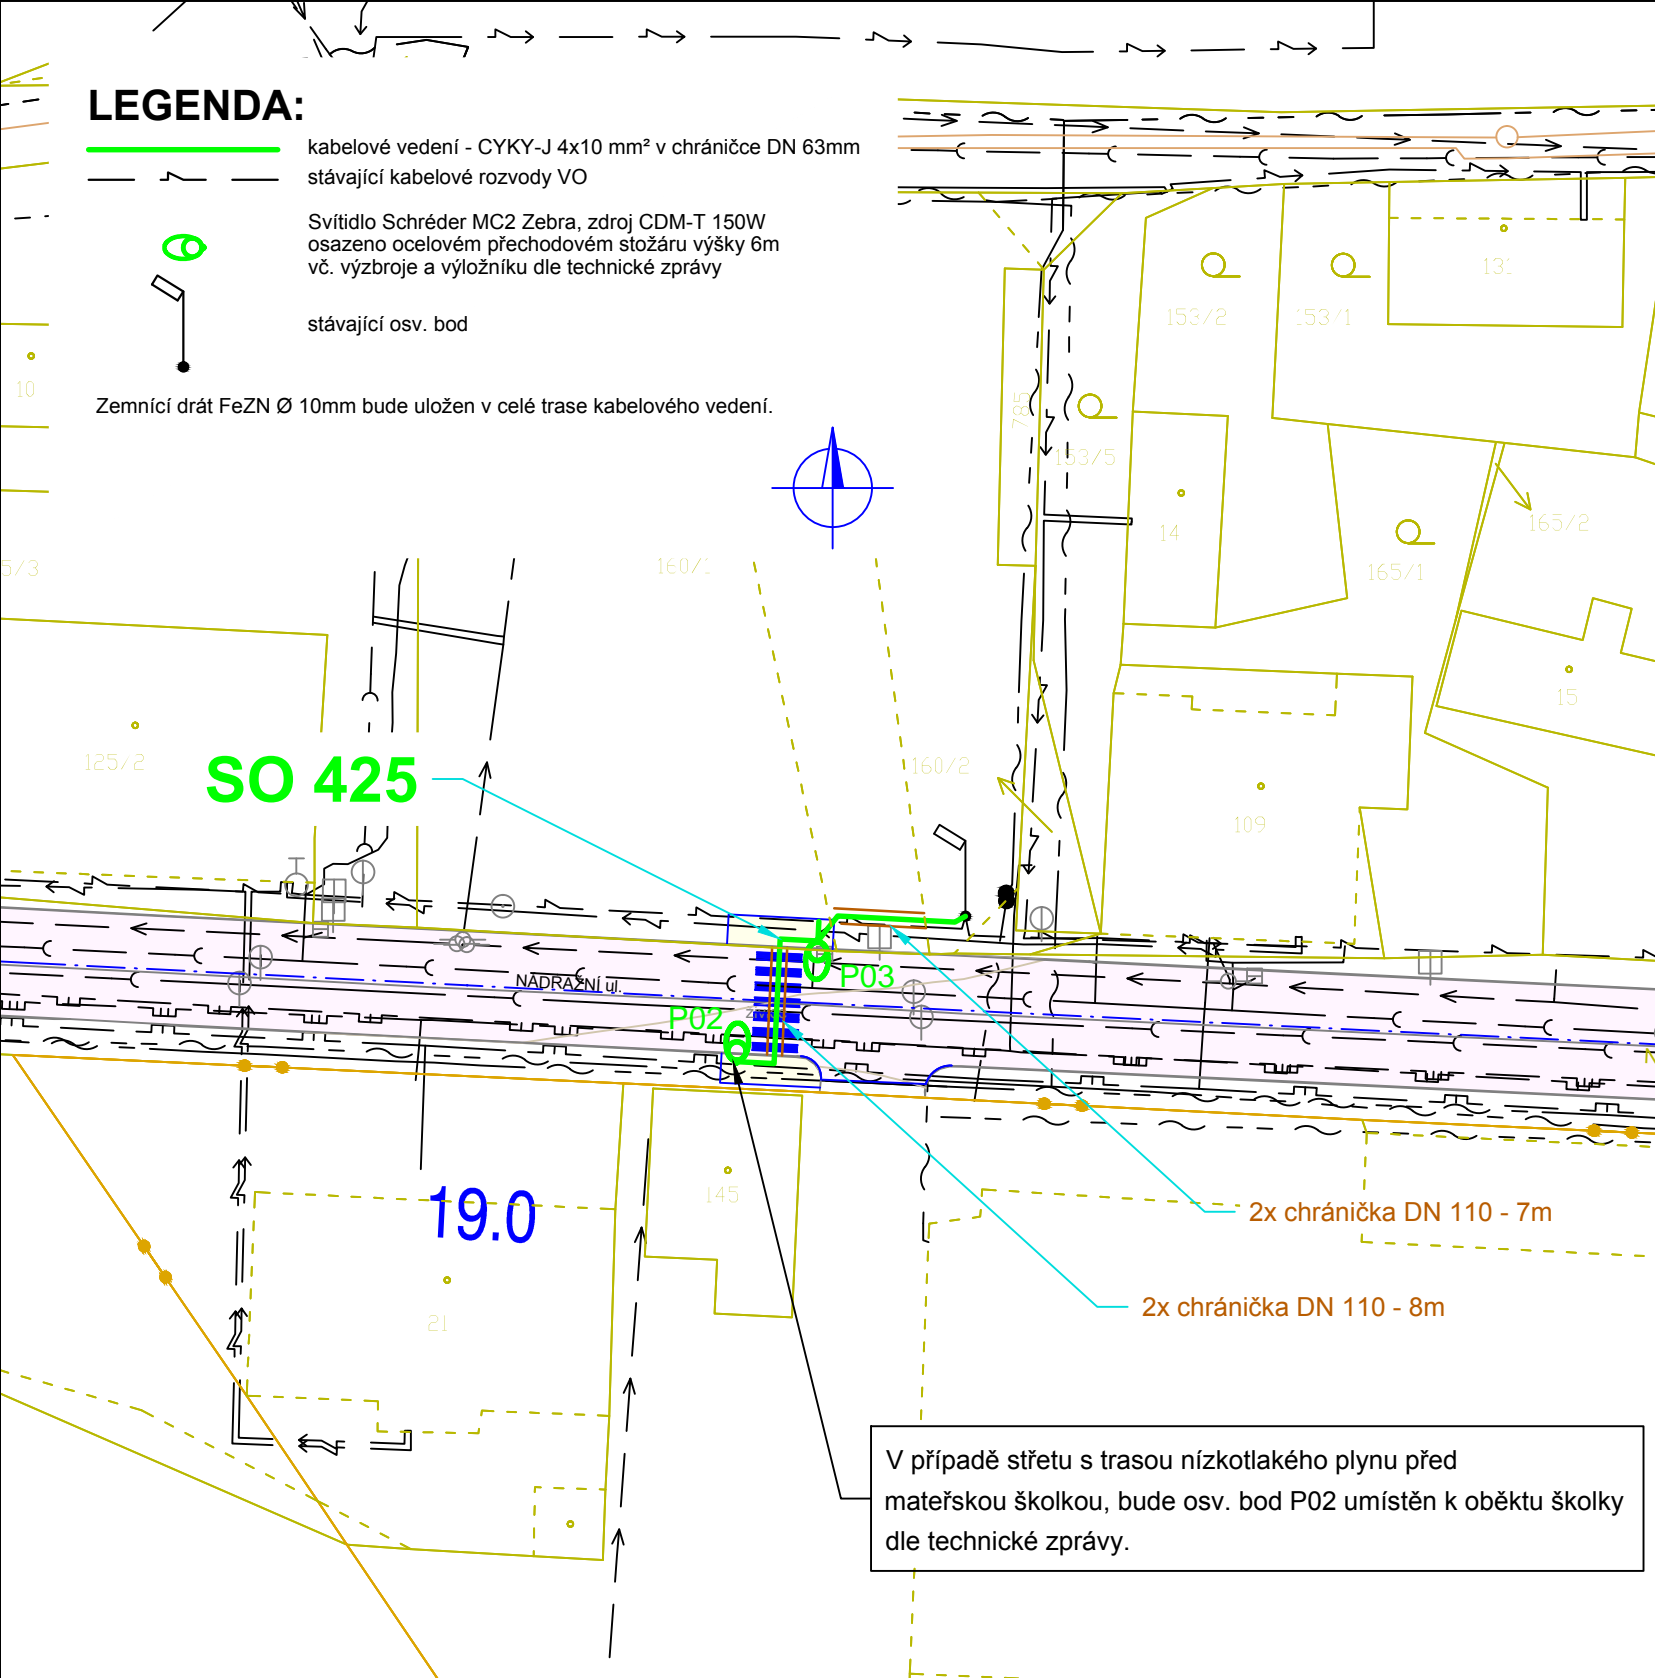 LEGENDA:
kabelové vedení - CYKY-J 4x10 mm² v chráničce DN 63mm
stávající kabelové rozvody VO
Svítidlo Schréder MC2 Zebra, zdroj CDM-T 150W
osazeno ocelovém přechodovém stožáru výšky 6m
vč. výzbroje a výložníku dle technické zprávy
stávající osv. bod
Zemnící drát FeZN Ø 10mm bude uložen v celé trase kabelového vedení.
153/2
153/1
10
785
153/5
14
165/2
5/3
165/1
15
125/2
SO 425
160/2
109
NÁDRAŽNÍ ul.
P03
P02
145
19.0
2x chránička DN 110 - 7m
2x chránička DN 110 - 8m
21
V případě střetu s trasou nízkotlakého plynu před
mateřskou školkou, bude osv. bod P02 umístěn k oběktu školky
dle technické zprávy.